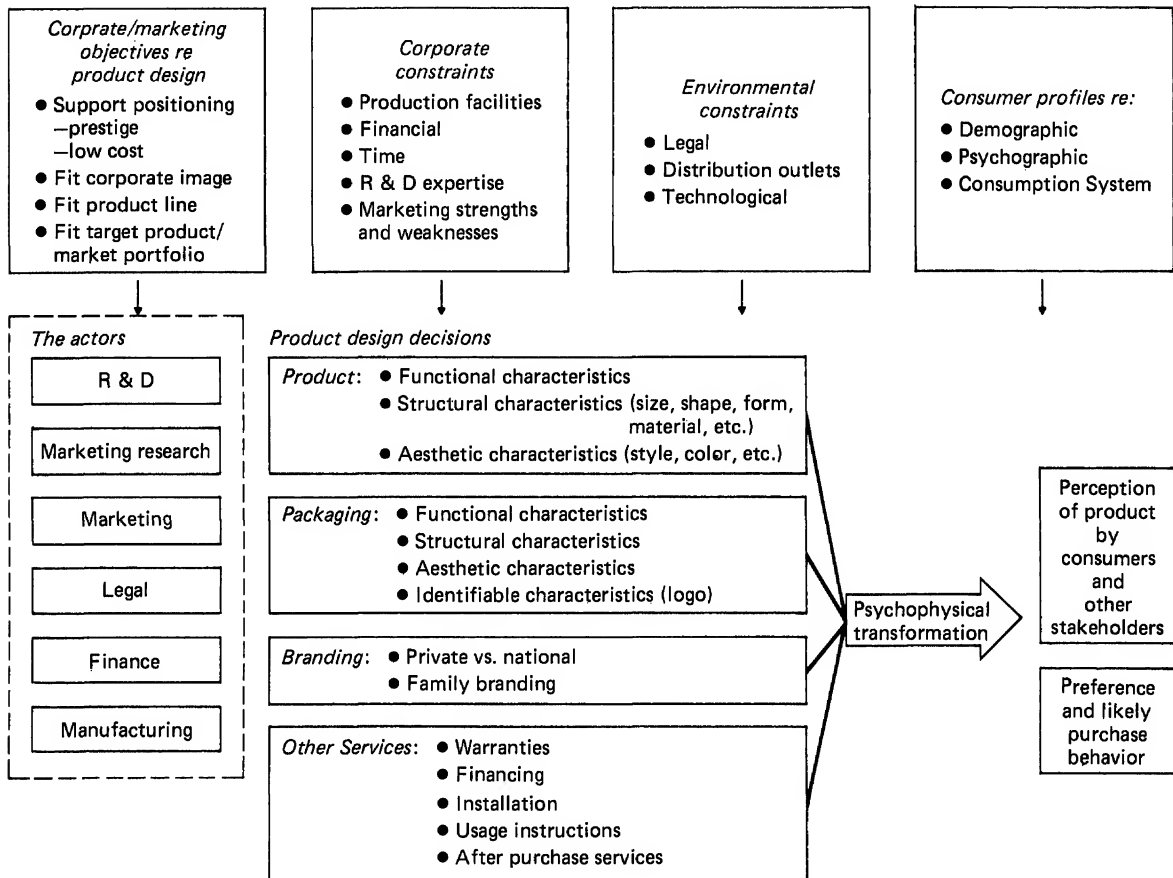 Corprate/marketing
objectives re
product design
● Support positioning
—prestige
—low cost
● Fit corporate image
● Fit product line
● Fit target product/
market portfolio
Corporate
constraints
● Production facilities
● Financial
● Time
● R & D expertise
● Marketing strengths
and weaknesses
Environmental
constraints
● Legal
● Distribution outlets
● Technological
Consumer profiles re:
● Demographic
● Psychographic
● Consumption System
The actors
R & D
Marketing research
Marketing
Legal
Finance
Manufacturing
Product design decisions
Product: ● Functional characteristics
● Structural characteristics (size, shape, form,
material, etc.)
● Aesthetic characteristics (style, color, etc.)
Packaging: ● Functional characteristics
● Structural characteristics
● Aesthetic characteristics
● Identifiable characteristics (logo)
Branding: ● Private vs. national
● Family branding
Other Services: ● Warranties
● Financing
● Installation
● Usage instructions
● After purchase services
Psychophysical
transformation
Perception
of product
by
consumers
and
other
stakeholders
Preference
and likely
purchase
behavior